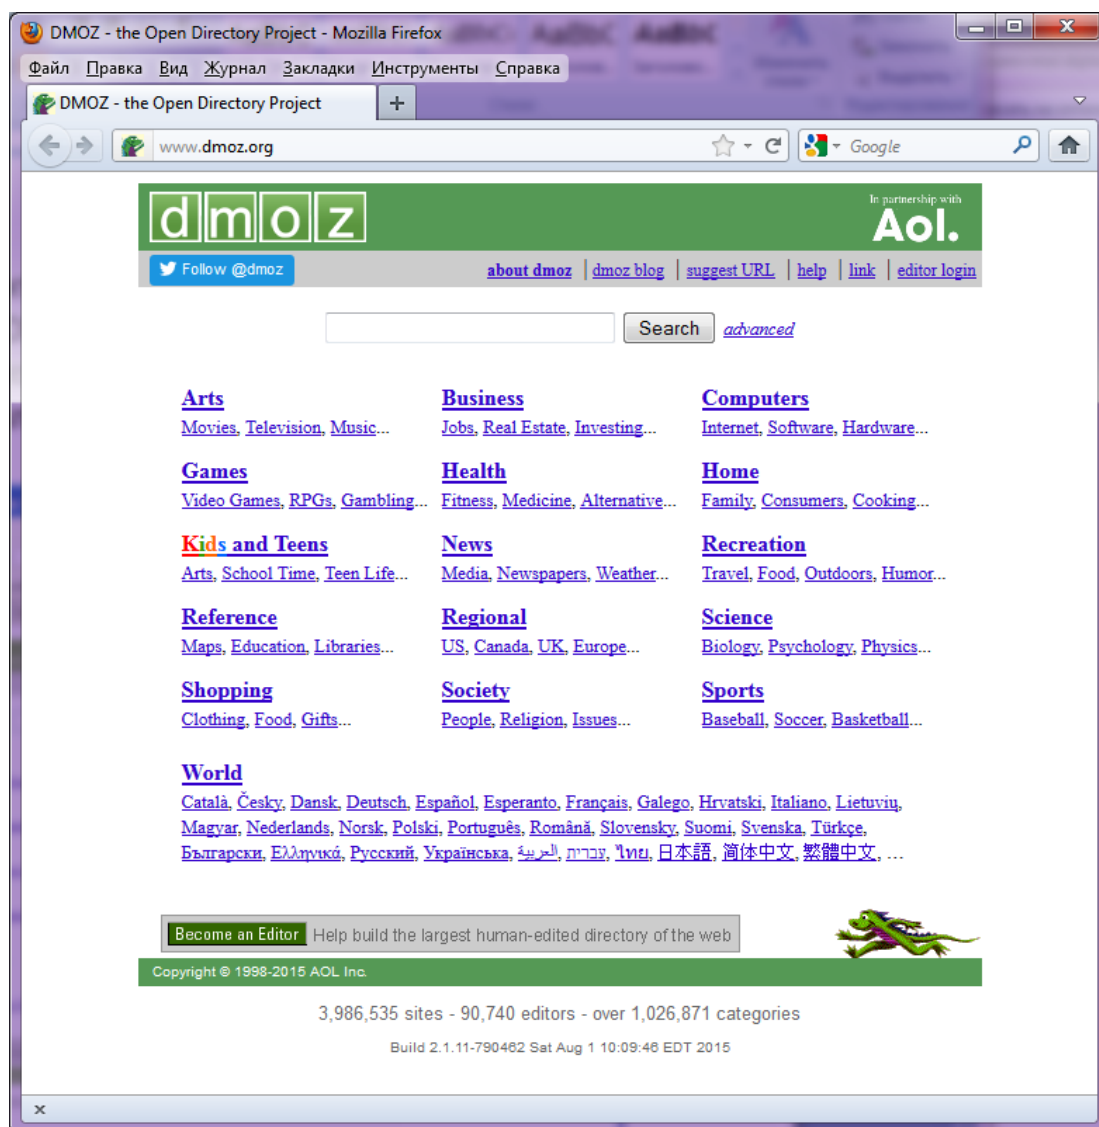 DMOZ - the Open Directory Project - Mozilla Firefox
Файл Правка Вид Журнал Закладки Инструменты Справка
DMOZ - the Open Directory Project +
www.dmoz.org Google
dmoz
In partnership with
Aol.
Follow @dmoz about dmoz | dmoz blog | suggest URL | help | link | editor login
Search advanced
Arts Business Computers
Movies, Television, Music... Jobs, Real Estate, Investing... Internet, Software, Hardware...
Games Health Home
Video Games, RPGs, Gambling... Fitness, Medicine, Alternative... Family, Consumers, Cooking...
Kids and Teens News Recreation
Arts, School Time, Teen Life... Media, Newspapers, Weather... Travel, Food, Outdoors, Humor...
Reference Regional Science
Maps, Education, Libraries... US, Canada, UK, Europe... Biology, Psychology, Physics...
Shopping Society Sports
Clothing, Food, Gifts... People, Religion, Issues... Baseball, Soccer, Basketball...
World
Català, Česky, Dansk, Deutsch, Español, Esperanto, Français, Galego, Hrvatski, Italiano, Lietuvių,
Magyar, Nederlands, Norsk, Polski, Português, Română, Slovensky, Suomi, Svenska, Türkçe,
Български, Ελληνικά, Русский, Українська, العربية, עברית, ไทย, 日本語, 简体中文, 繁體中文, ...
Become an Editor Help build the largest human-edited directory of the web
Copyright © 1998-2015 AOL Inc.
3,986,535 sites - 90,740 editors - over 1,026,871 categories
Build 2.1.11-790462 Sat Aug 1 10:09:46 EDT 2015